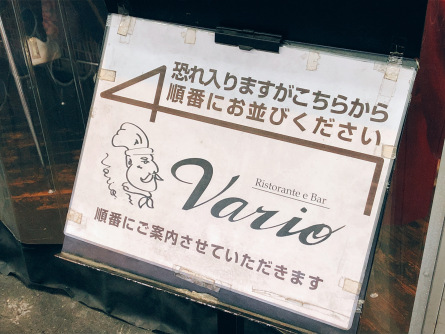 恐れ入りますがこちらから
順番にお並びください
Ristorante e Bar
Vario
順番にご案内させていただきます